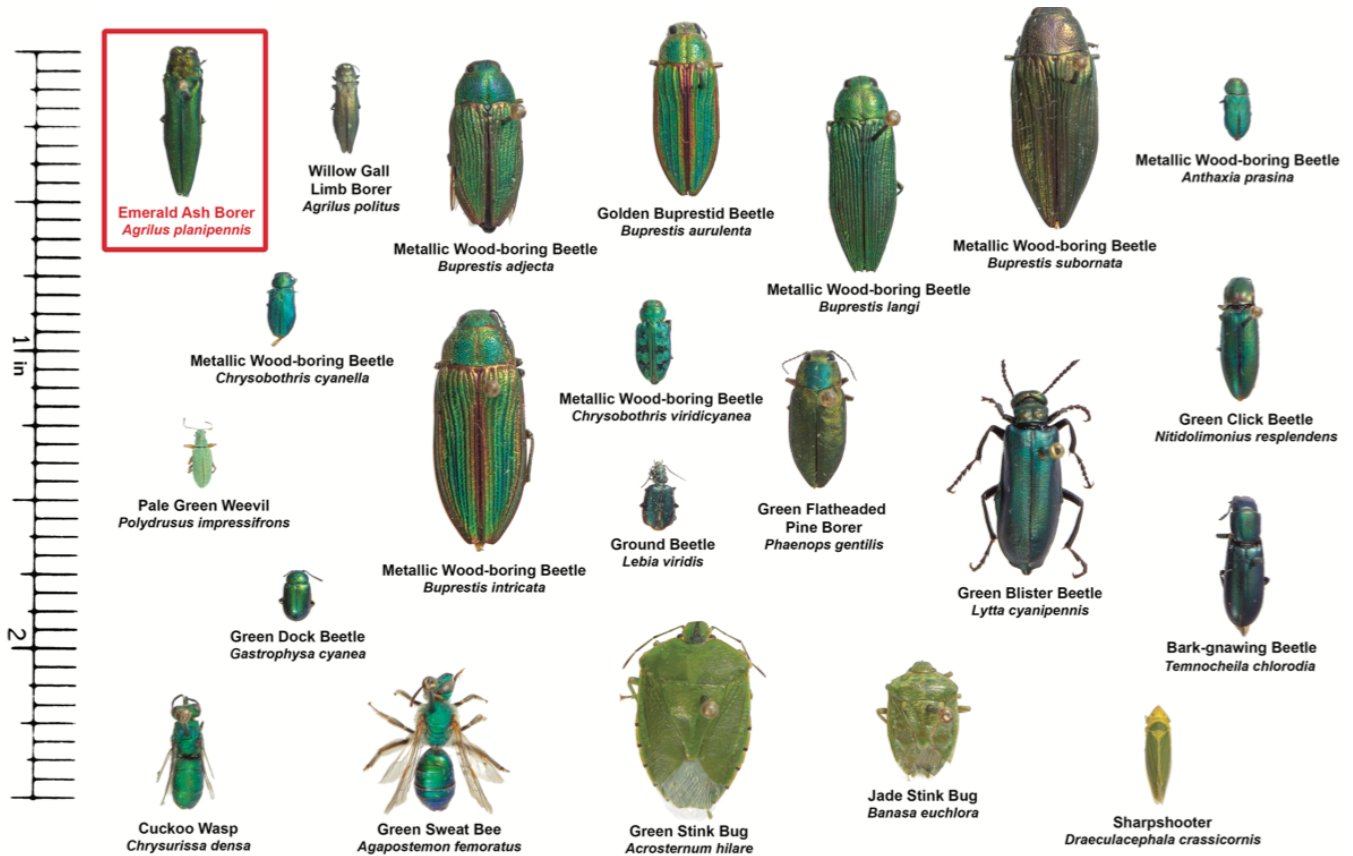 Emerald Ash Borer
Agrilus planipennis
Willow Gall
Limb Borer
Agrilus politus
Metallic Wood-boring Beetle
Buprestis adjecta
Golden Buprestid Beetle
Buprestis aurulenta
Metallic Wood-boring Beetle
Buprestis langi
Metallic Wood-boring Beetle
Buprestis subornata
Metallic Wood-boring Beetle
Anthaxia prasina
1 in
Metallic Wood-boring Beetle
Chrysobothris cyanella
Metallic Wood-boring Beetle
Chrysobothris viridicyanea
Green Click Beetle
Nitidolimonius resplendens
Pale Green Weevil
Polydrusus impressifrons
Metallic Wood-boring Beetle
Buprestis intricata
Ground Beetle
Lebia viridis
Green Flatheaded
Pine Borer
Phaenops gentilis
Green Blister Beetle
Lytta cyanipennis
2
Green Dock Beetle
Gastrophysa cyanea
Bark-gnawing Beetle
Temnocheila chlorodia
Cuckoo Wasp
Chrysurissa densa
Green Sweat Bee
Agapostemon femoratus
Green Stink Bug
Acrosternum hilare
Jade Stink Bug
Banasa euchlora
Sharpshooter
Draeculacephala crassicornis